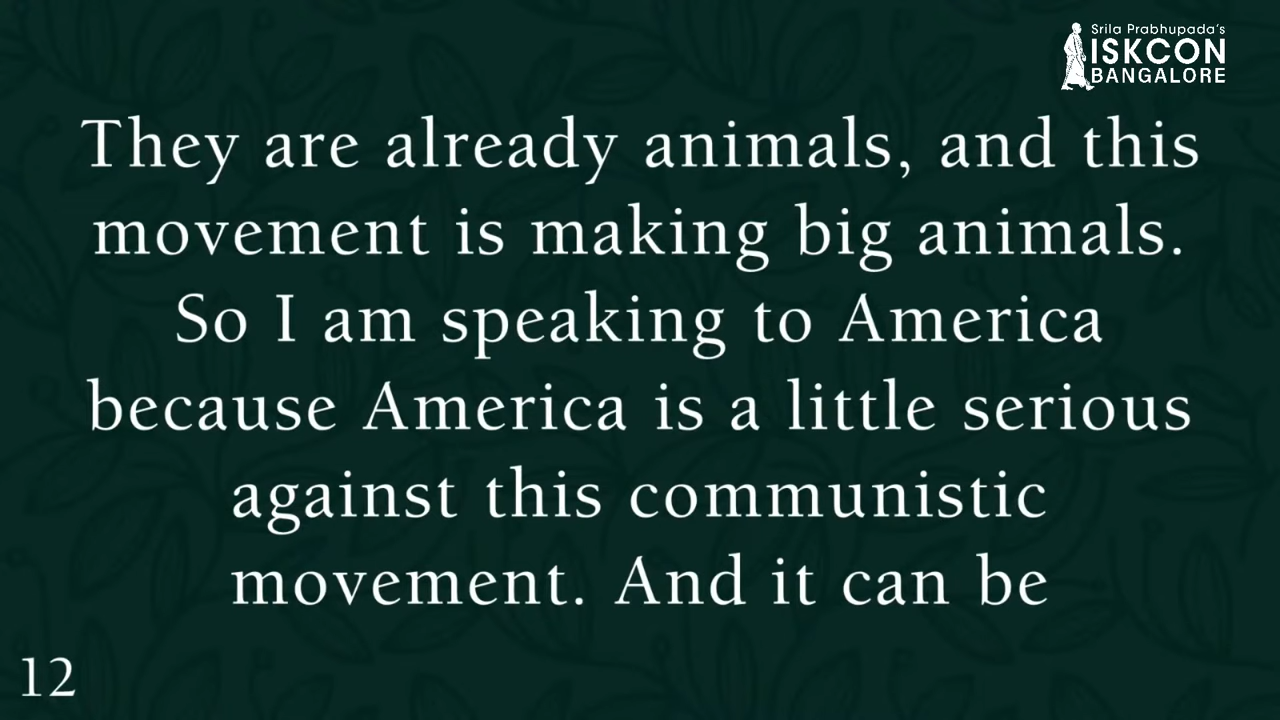 Srila Prabhupada's
ISKCON
BANGALORE
They are already animals, and this
movement is making big animals.
So I am speaking to America
because America is a little serious
against this communistic
movement. And it can be
12